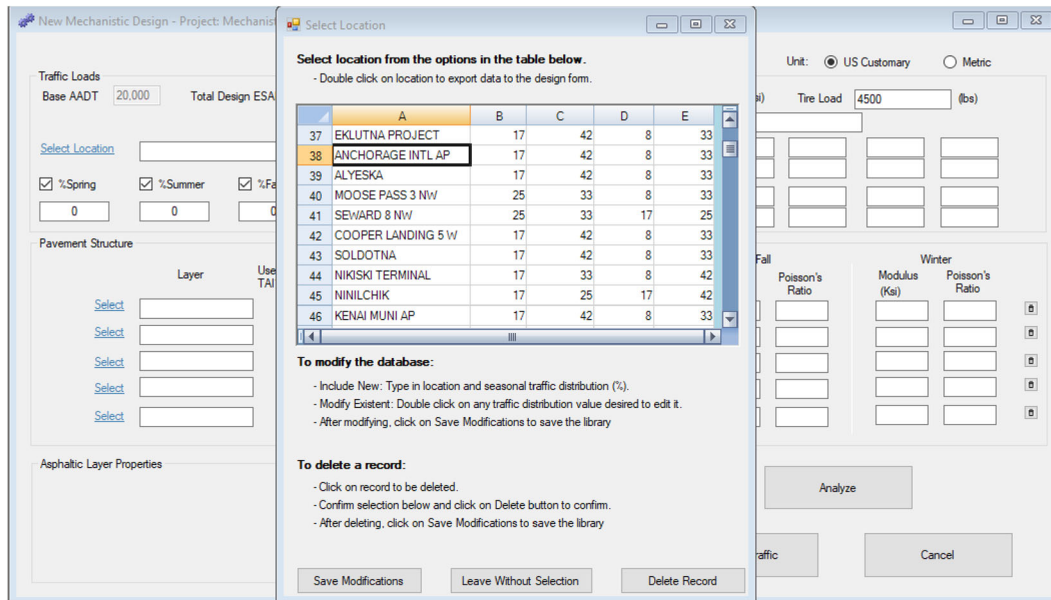 New Mechanistic Design - Project: Mechanist
Unit: US Customary Metric
Traffic Loads
Base AADT 20,000 Total Design ESA
Tire Load 4500 (lbs)
Select Location
%Spring %Summer %Fa
0 0 0
Pavement Structure
Layer Use
TAI
Select
Select
Select
Select
Select
Fall Winter
Poisson's Ratio Modulus (Ksi) Poisson's Ratio
Asphaltic Layer Properties
Analyze
raffic Cancel
Select Location
Select location from the options in the table below.
- Double click on location to export data to the design form.
A B C D E
37 EKLUTNA PROJECT 17 42 8 33
38 ANCHORAGE INTL AP 17 42 8 33
39 ALYESKA 17 42 8 33
40 MOOSE PASS 3 NW 25 33 8 33
41 SEWARD 8 NW 25 33 17 25
42 COOPER LANDING 5 W 17 42 8 33
43 SOLDOTNA 17 42 8 33
44 NIKISKI TERMINAL 17 33 8 42
45 NINILCHIK 17 25 17 42
46 KENAI MUNI AP 17 42 8 33
To modify the database:
- Include New: Type in location and seasonal traffic distribution (%).
- Modify Existent: Double click on any traffic distribution value desired to edit it.
- After modifying, click on Save Modifications to save the library
To delete a record:
- Click on record to be deleted.
- Confirm selection below and click on Delete button to confirm.
- After deleting, click on Save Modifications to save the library
Save Modifications Leave Without Selection Delete Record